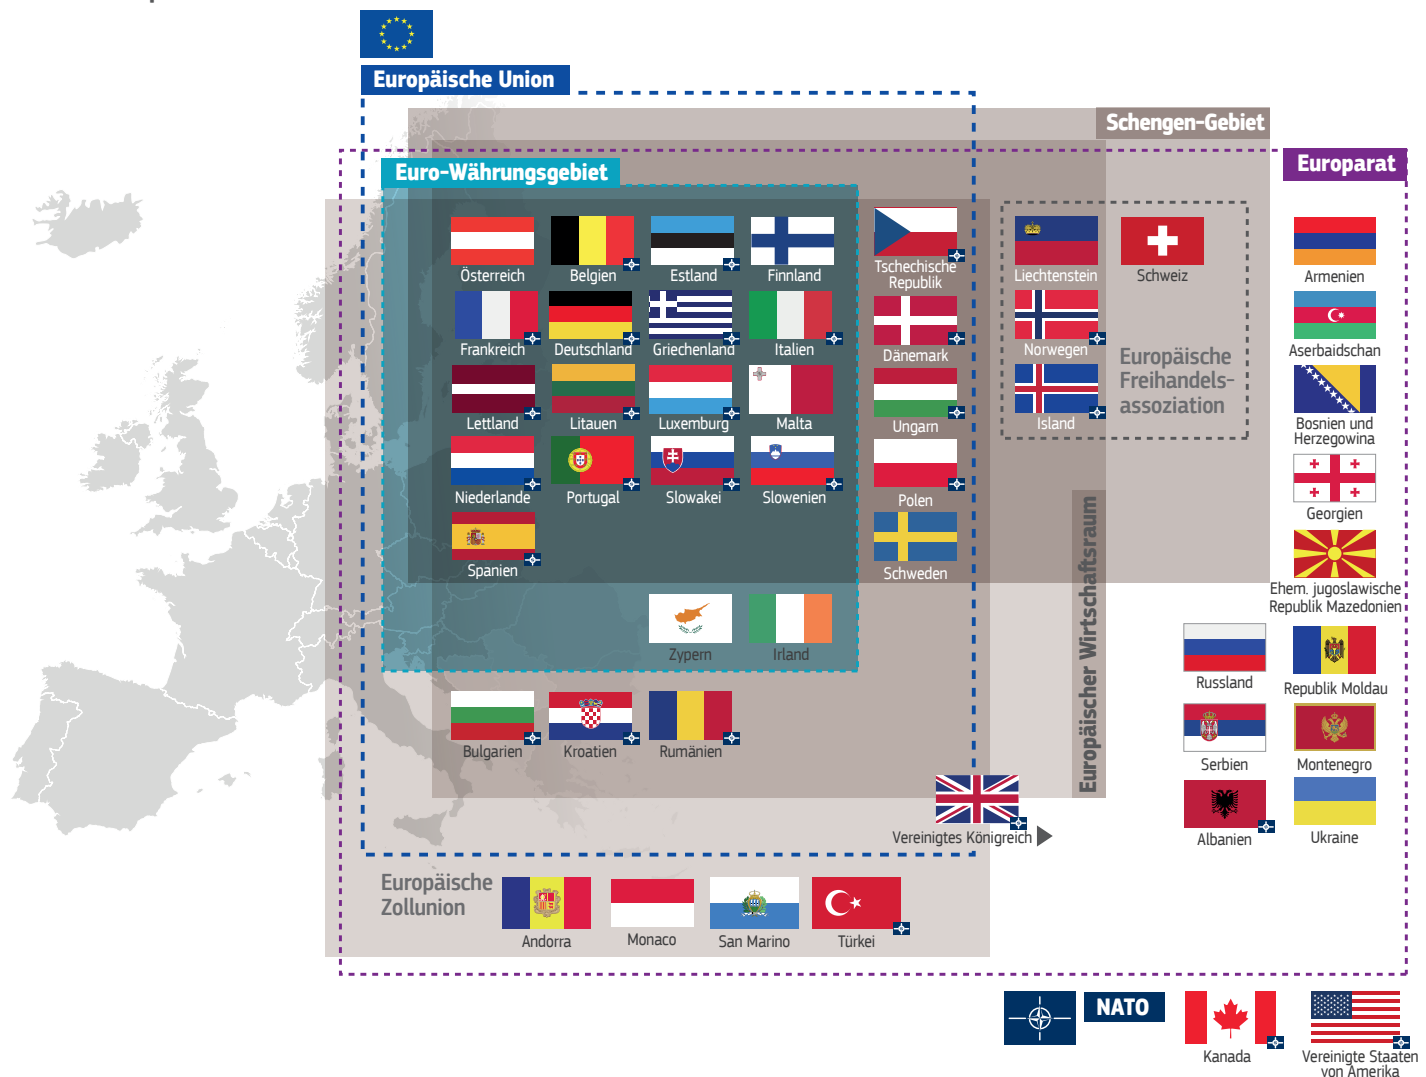 Europäische Union
Schengen-Gebiet
Europarat
Euro-Währungsgebiet
Österreich
Belgien
Estland
Finnland
Tschechische
Republik
Liechtenstein
Schweiz
Armenien
Frankreich
Deutschland
Griechenland
Italien
Dänemark
Norwegen
Europäische
Freihandels-
assoziation
Aserbaidschan
Lettland
Litauen
Luxemburg
Malta
Ungarn
Island
Bosnien und
Herzegowina
Niederlande
Portugal
Slowakei
Slowenien
Polen
Georgien
Spanien
Schweden
Europäischer Wirtschaftsraum
Ehem. jugoslawische
Republik Mazedonien
Zypern
Irland
Russland
Republik Moldau
Bulgarien
Kroatien
Rumänien
Serbien
Montenegro
Vereinigtes Königreich
Albanien
Ukraine
Europäische
Zollunion
Andorra
Monaco
San Marino
Türkei
NATO
Kanada
Vereinigte Staaten
von Amerika